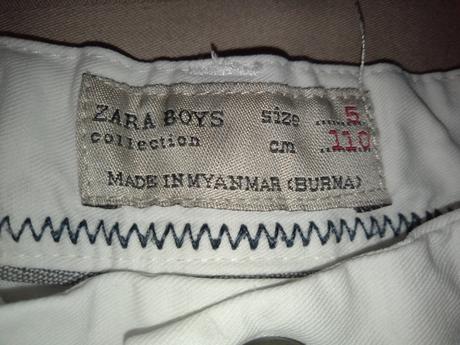 ZARA BOYS size .....5
collection cm ...110
MADE IN MYANMAR (BURMA)